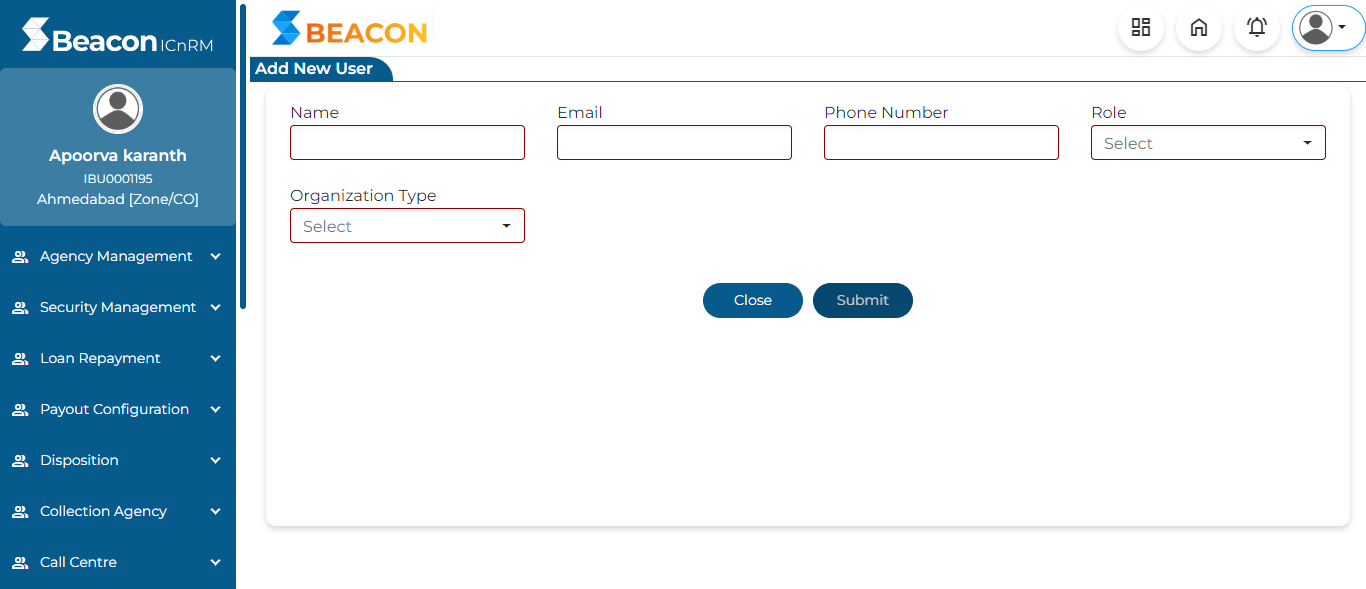 Beacon ICnRM
Apoorva karanth
IBU0001195
Ahmedabad [Zone/CO]
Agency Management
Security Management
Loan Repayment
Payout Configuration
Disposition
Collection Agency
Call Centre
BEACON
Add New User
Name Email Phone Number Role
Select
Organization Type
Select
Close Submit